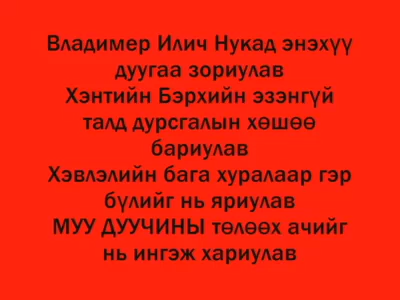 Владимер Илич Нукад энэхүү
дуугаа зориулав
Хэнтийн Бэрхийн эзэнгүй
талд дурсгалын хөшөө
бариулав
Хэвлэлийн бага хуралаар гэр
бүлийг нь яриулав
МУУ ДУУЧИНЫ төлөөх ачийг
нь ингэж хариулав